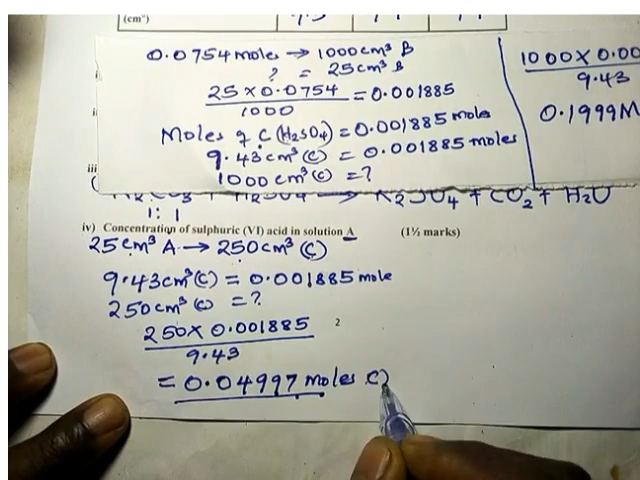 (cm³)
0.0754 moles → 1000cm³ B
? = 25cm³ B
25 × 0.0754
1000
= 0.001885
Moles of C (H₂SO₄) = 0.001885 mole
9.43cm³ (C) = 0.001885 moles
1000 cm³ (C) = ?
1000 × 0.00
9.43
0.1999M
iii
K₂SO₄ + CO₂ + H₂O
1 : 1
iv) Concentration of sulphuric (VI) acid in solution A (1½ marks)
25cm³ A → 250cm³ (C)
9.43cm³ (C) = 0.001885 mole
250cm³ (C) = ?
250 × 0.001885
9.43
2
= 0.04997 moles C)